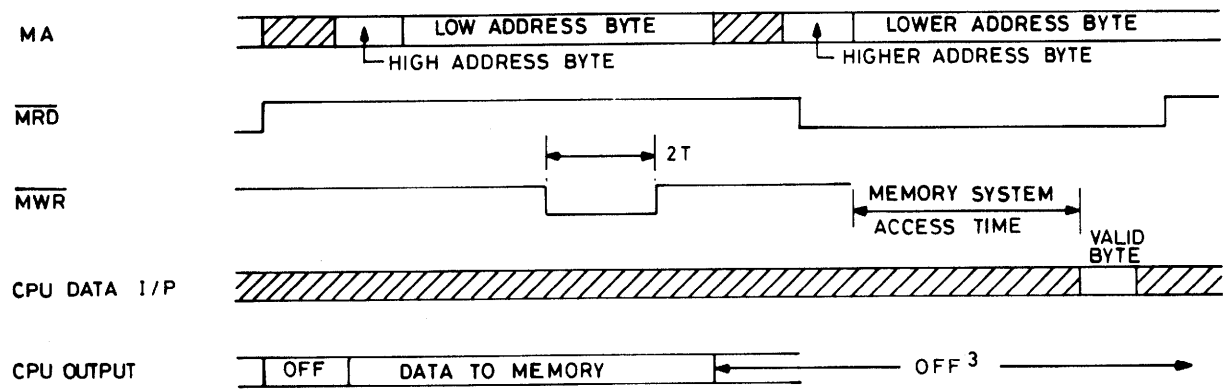 MA
LOW ADDRESS BYTE
LOWER ADDRESS BYTE
HIGH ADDRESS BYTE
HIGHER ADDRESS BYTE
MRD
2T
MWR
MEMORY SYSTEM
ACCESS TIME
VALID
BYTE
CPU DATA I/P
CPU OUTPUT
OFF
DATA TO MEMORY
OFF 3